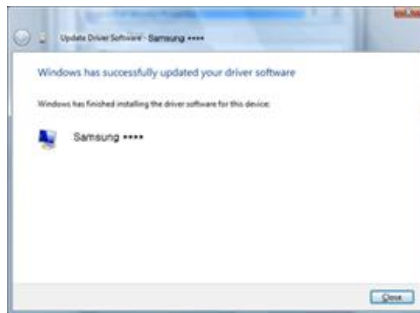 Update Driver Software - Samsung ****
Windows has successfully updated your driver software
Windows has finished installing the driver software for this device:
Samsung ****
Close